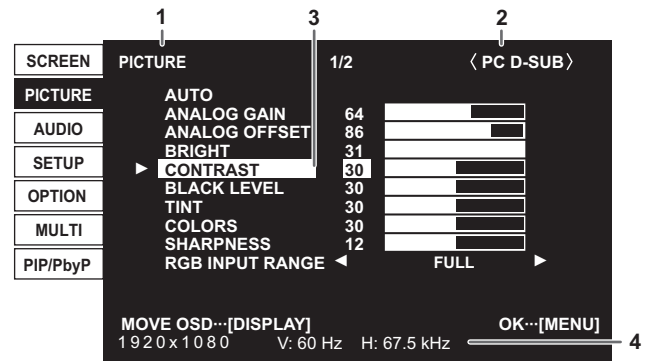 1 3 2
SCREEN
PICTURE
AUDIO
SETUP
OPTION
MULTI
PIP/PbyP
PICTURE 1/2 〈 PC D-SUB〉
AUTO
ANALOG GAIN 64
ANALOG OFFSET 86
BRIGHT 31
► CONTRAST 30
BLACK LEVEL 30
TINT 30
COLORS 30
SHARPNESS 12
RGB INPUT RANGE ◄ FULL ►
MOVE OSD···[DISPLAY] OK···[MENU]
1920x1080 V: 60 Hz H: 67.5 kHz 4